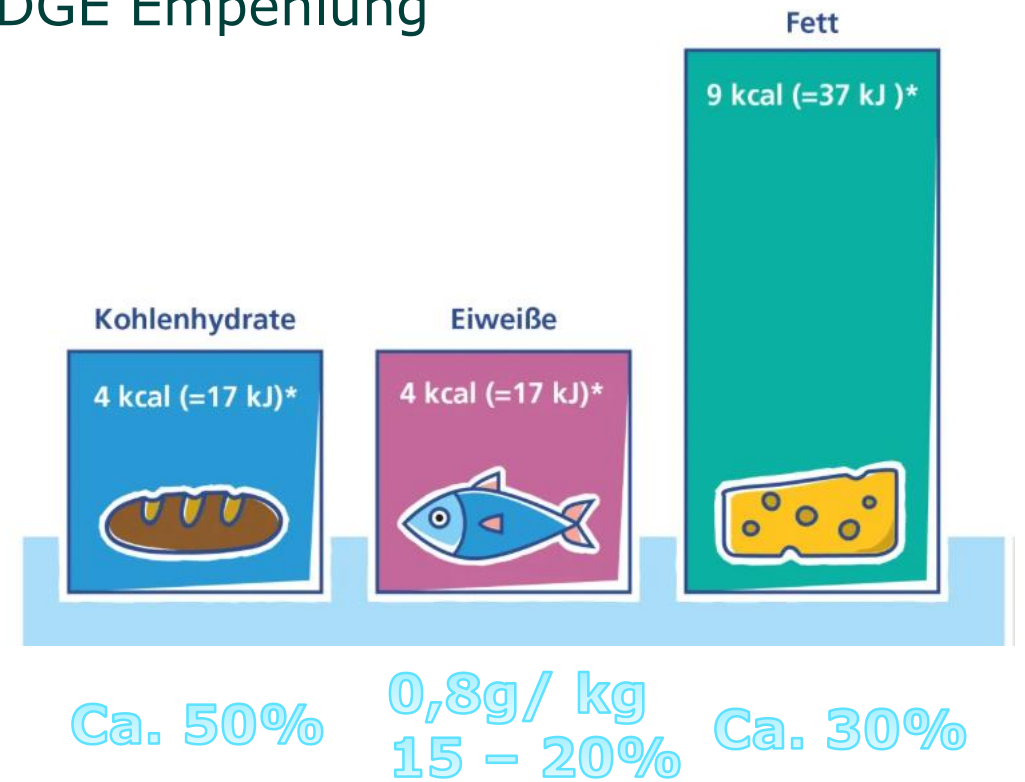 DGE Empfehlung
Fett
9 kcal (=37 kJ )*
Kohlenhydrate
Eiweiße
4 kcal (=17 kJ)*
4 kcal (=17 kJ)*
Ca. 50%
0,8g/ kg
15 – 20%
Ca. 30%